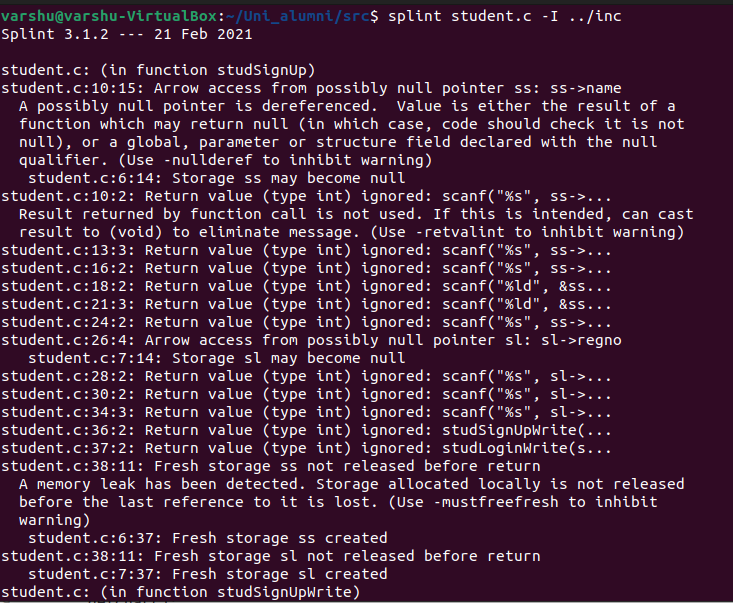 varshu@varshu-VirtualBox:~/Uni_alumni/src$ splint student.c -I ../inc
Splint 3.1.2 --- 21 Feb 2021
student.c: (in function studSignUp)
student.c:10:15: Arrow access from possibly null pointer ss: ss->name
A possibly null pointer is dereferenced.  Value is either the result of a
function which may return null (in which case, code should check it is not
null), or a global, parameter or structure field declared with the null
qualifier. (Use -nullderef to inhibit warning)
student.c:6:14: Storage ss may become null
student.c:10:2: Return value (type int) ignored: scanf("%s", ss->...
Result returned by function call is not used. If this is intended, can cast
result to (void) to eliminate message. (Use -retvalint to inhibit warning)
student.c:13:3: Return value (type int) ignored: scanf("%s", ss->...
student.c:16:2: Return value (type int) ignored: scanf("%s", ss->...
student.c:18:2: Return value (type int) ignored: scanf("%ld", &ss...
student.c:21:3: Return value (type int) ignored: scanf("%ld", &ss...
student.c:24:2: Return value (type int) ignored: scanf("%s", ss->...
student.c:26:4: Arrow access from possibly null pointer sl: sl->regno
student.c:7:14: Storage sl may become null
student.c:28:2: Return value (type int) ignored: scanf("%s", sl->...
student.c:30:2: Return value (type int) ignored: scanf("%s", sl->...
student.c:34:3: Return value (type int) ignored: scanf("%s", sl->...
student.c:36:2: Return value (type int) ignored: studSignUpWrite(...
student.c:37:2: Return value (type int) ignored: studLoginWrite(s...
student.c:38:11: Fresh storage ss not released before return
A memory leak has been detected. Storage allocated locally is not released
before the last reference to it is lost. (Use -mustfreefresh to inhibit
warning)
student.c:6:37: Fresh storage ss created
student.c:38:11: Fresh storage sl not released before return
student.c:7:37: Fresh storage sl created
student.c: (in function studSignUpWrite)